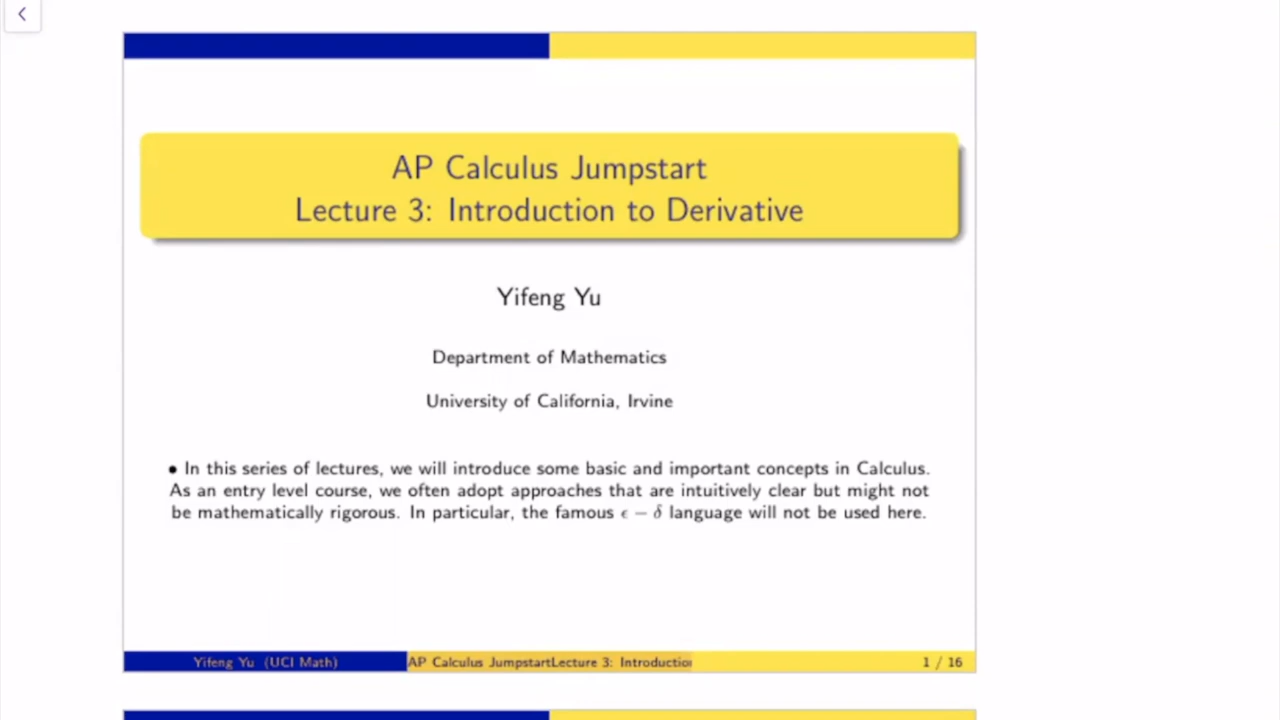 AP Calculus Jumpstart
Lecture 3: Introduction to Derivative
Yifeng Yu
Department of Mathematics
University of California, Irvine
• In this series of lectures, we will introduce some basic and important concepts in Calculus.
As an entry level course, we often adopt approaches that are intuitively clear but might not
be mathematically rigorous. In particular, the famous ϵ − δ language will not be used here.
Yifeng Yu (UCI Math) AP Calculus JumpstartLecture 3: Introduction 1 / 16